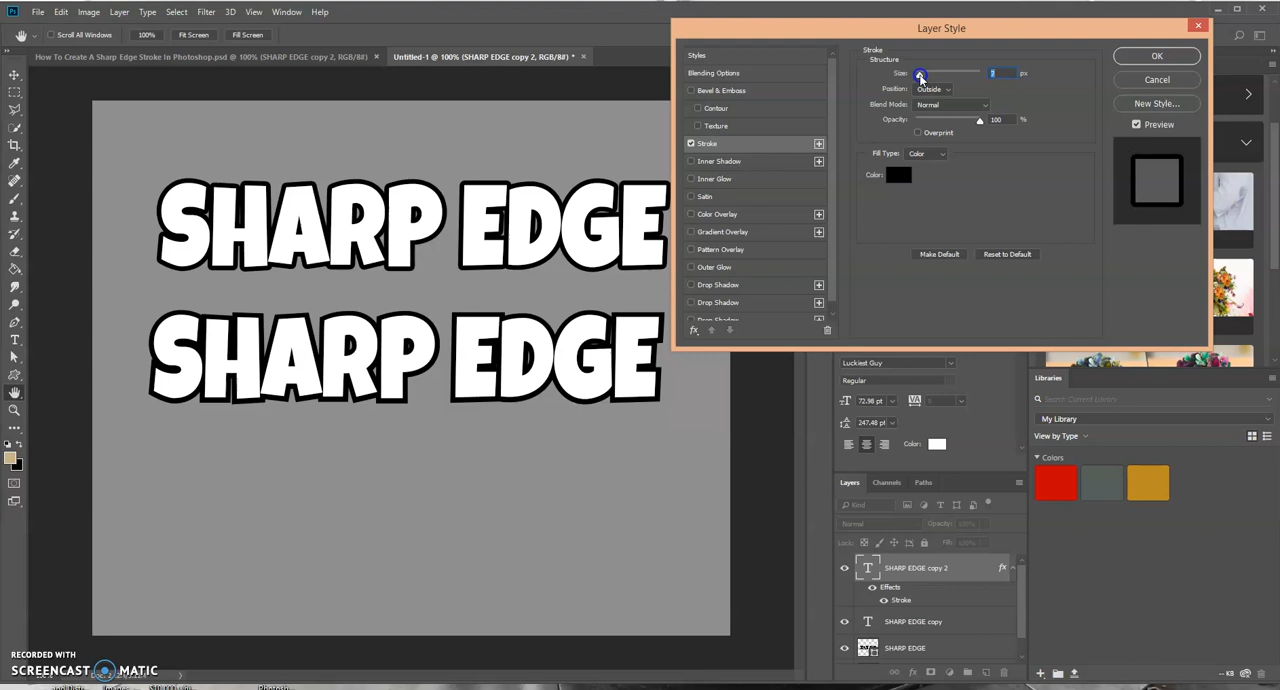 Ps File Edit Image Layer Type Select Filter 3D View Window Help
Scroll All Windows 100% Fit Screen Fill Screen
How To Create A Sharp Edge Stroke In Photoshop.psd @ 100% (SHARP EDGE copy, RGB/8#) × Untitled-1 @ 100% (SHARP EDGE copy 2, RGB/8#) * ×
SHARP EDGE
SHARP EDGE
Layer Style
Styles
Blending Options
Bevel & Emboss
Contour
Texture
Stroke
Inner Shadow
Inner Glow
Satin
Color Overlay
Gradient Overlay
Pattern Overlay
Outer Glow
Drop Shadow
Drop Shadow
Drop Shadow
fx
Stroke
Structure
Size: px
Position: Outside
Blend Mode: Normal
Opacity: 100 %
Overprint
Fill Type: Color
Color:
Make Default Reset to Default
OK
Cancel
New Style...
Preview
Luckiest Guy
Regular
72.98 pt
247.48 pt
Color:
Layers Channels Paths
Kind
Normal Opacity: 100%
Lock: Fill: 100%
SHARP EDGE copy 2 fx
Effects
Stroke
SHARP EDGE copy
SHARP EDGE
Libraries
Search Current Library
My Library
View by Type
Colors
-- KB
RECORDED WITH
SCREENCAST MATIC